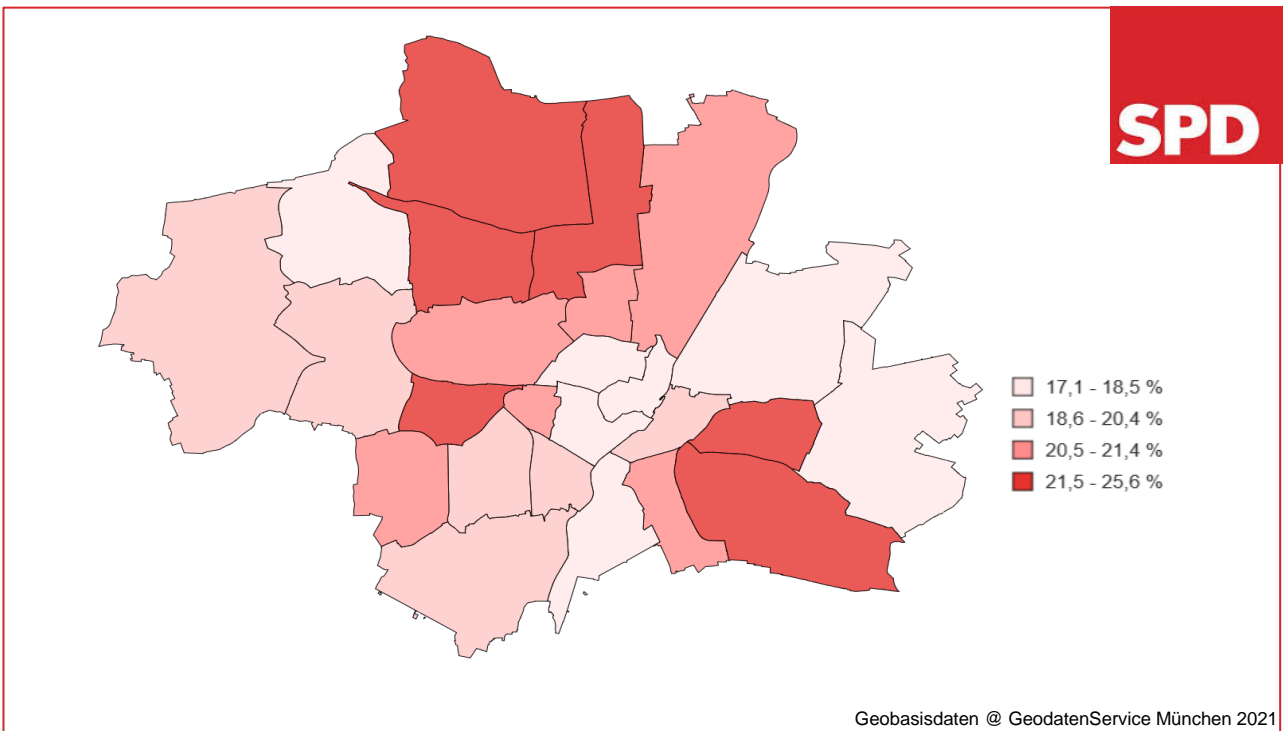 SPD
17,1 - 18,5 %
18,6 - 20,4 %
20,5 - 21,4 %
21,5 - 25,6 %
Geobasisdaten @ GeodatenService München 2021